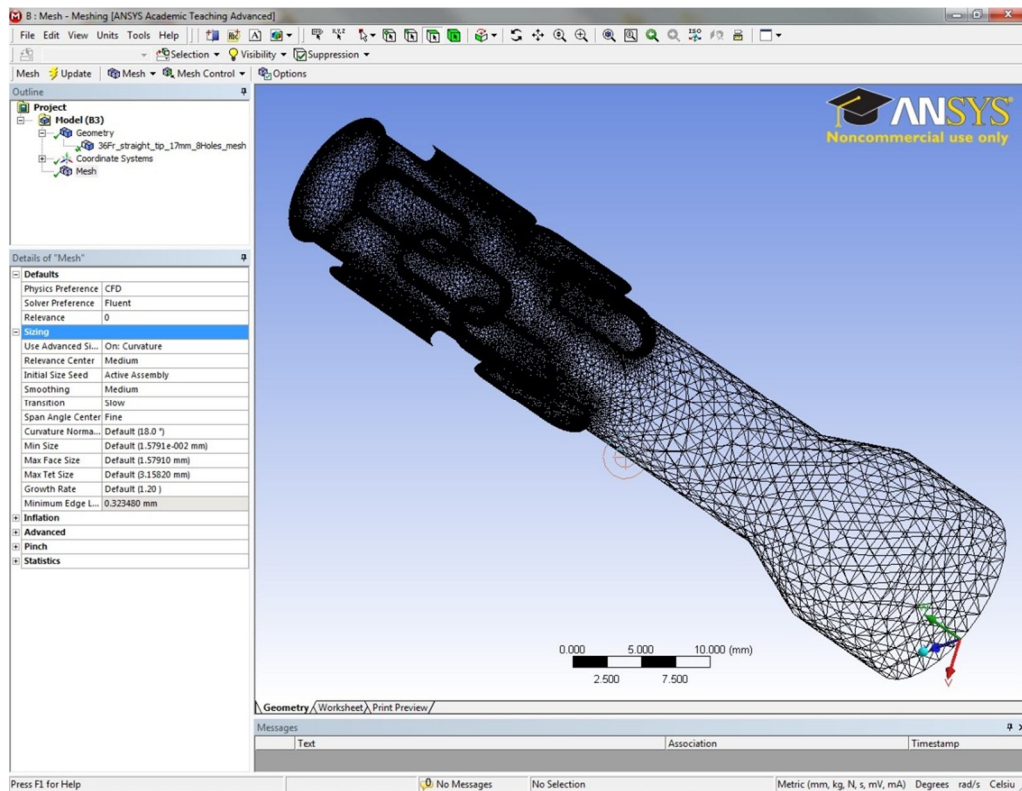 B : Mesh - Meshing [ANSYS Academic Teaching Advanced]
File Edit View Units Tools Help
Selection Visibility Suppression
Mesh Update Mesh Mesh Control Options
Outline
Project
Model (B3)
Geometry
36Fr_straight_tip_17mm_8Holes_mesh
Coordinate Systems
Mesh
Details of "Mesh"
Defaults
Physics Preference CFD
Solver Preference Fluent
Relevance 0
Sizing
Use Advanced Si... On: Curvature
Relevance Center Medium
Initial Size Seed Active Assembly
Smoothing Medium
Transition Slow
Span Angle Center Fine
Curvature Norma... Default (18.0 °)
Min Size Default (1.5791e-002 mm)
Max Face Size Default (1.57910 mm)
Max Tet Size Default (3.15820 mm)
Growth Rate Default (1.20 )
Minimum Edge L... 0.323480 mm
Inflation
Advanced
Pinch
Statistics
ANSYS
Noncommercial use only
0.000 5.000 10.000 (mm)
2.500 7.500
Geometry Worksheet Print Preview
Messages
Text Association Timestamp
Press F1 for Help 0 No Messages No Selection Metric (mm, kg, N, s, mV, mA) Degrees rad/s Celsiu